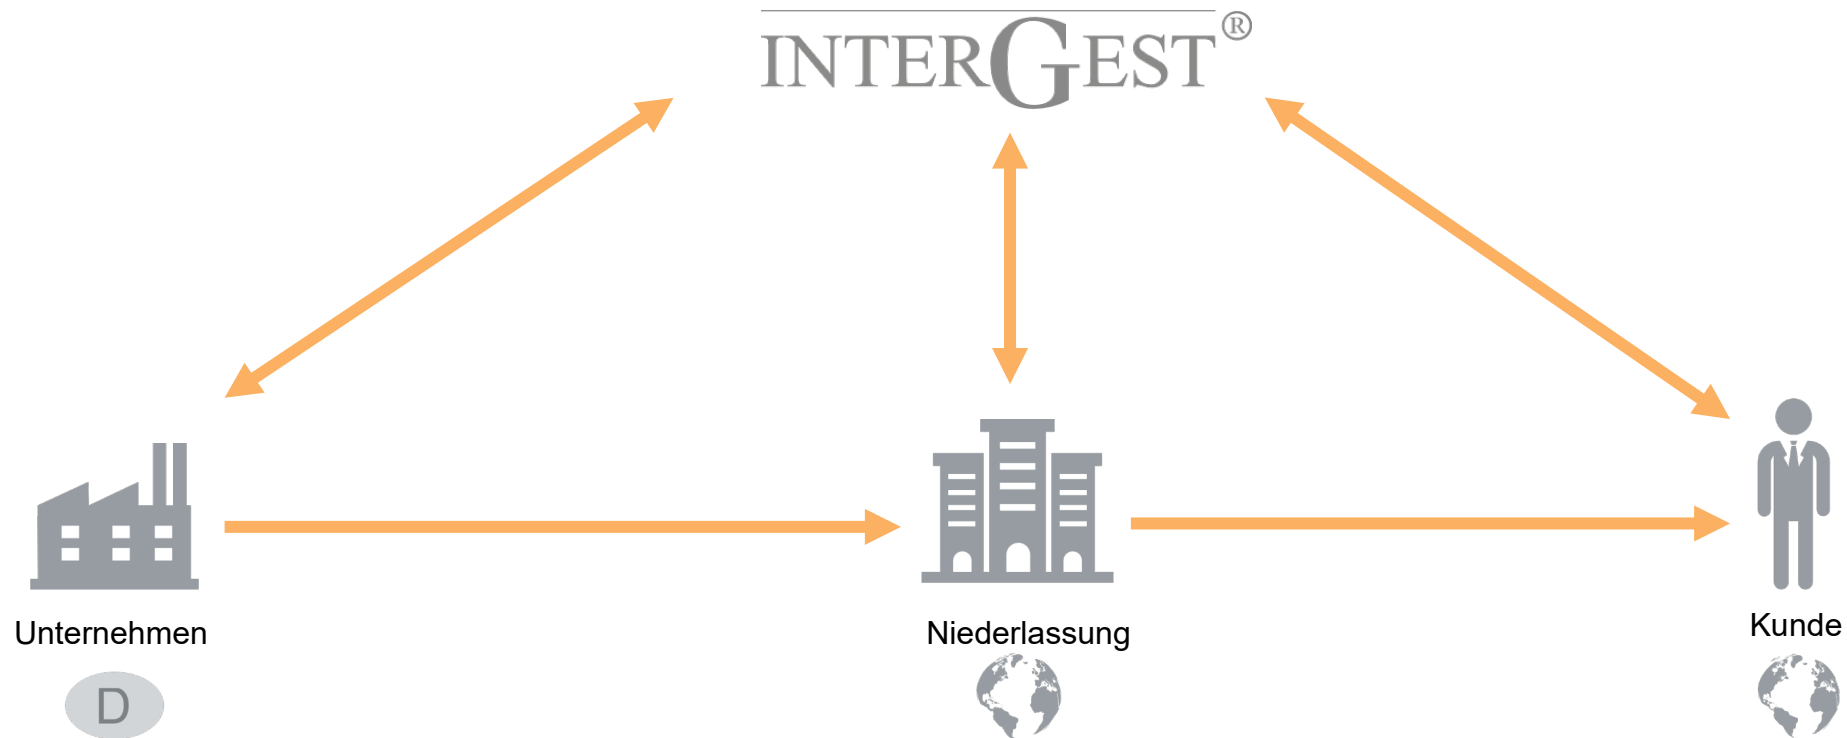 INTERGEST®
Unternehmen
Niederlassung
Kunde
D